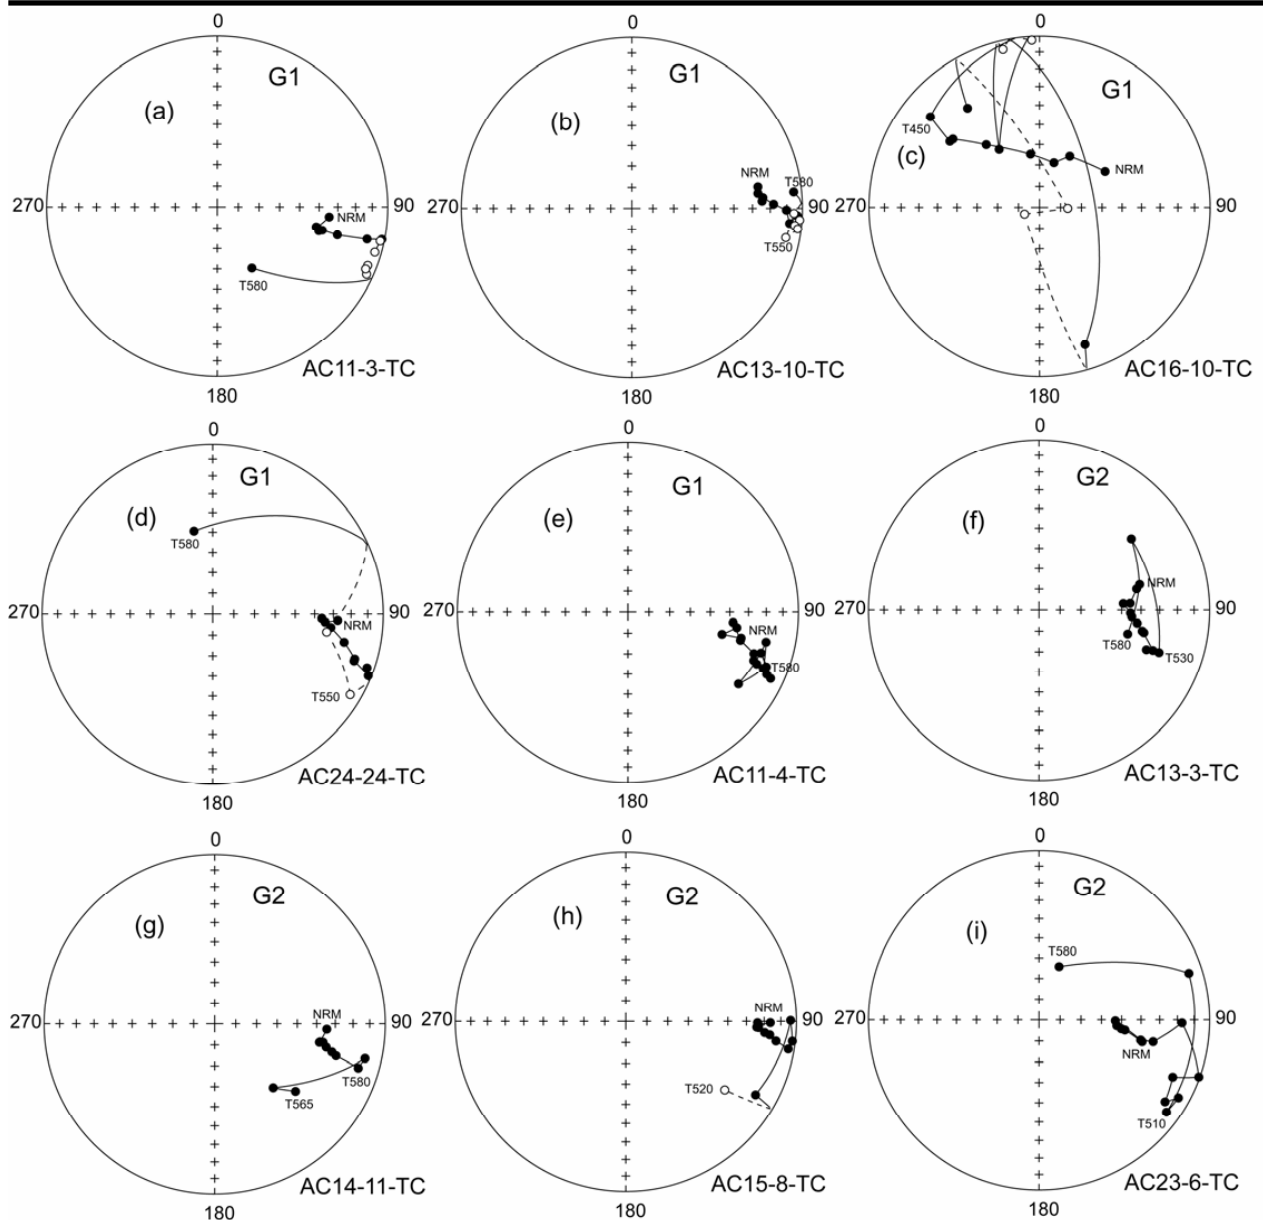 0
G1
(a)
270
90
NRM
T580
AC11-3-TC
180
0
G1
(b)
NRM
T580
270
90
T550
AC13-10-TC
180
0
G1
T450
(c)
NRM
270
90
AC16-10-TC
180
0
G1
(d)
T580
270
90
NRM
T550
AC24-24-TC
180
0
G1
(e)
270
90
NRM
T580
AC11-4-TC
180
0
G2
(f)
NRM
270
90
T580
T530
AC13-3-TC
180
0
G2
(g)
NRM
270
90
T580
T565
AC14-11-TC
180
0
G2
(h)
NRM
270
90
T520
AC15-8-TC
180
0
G2
(i)
T580
270
90
NRM
T510
AC23-6-TC
180